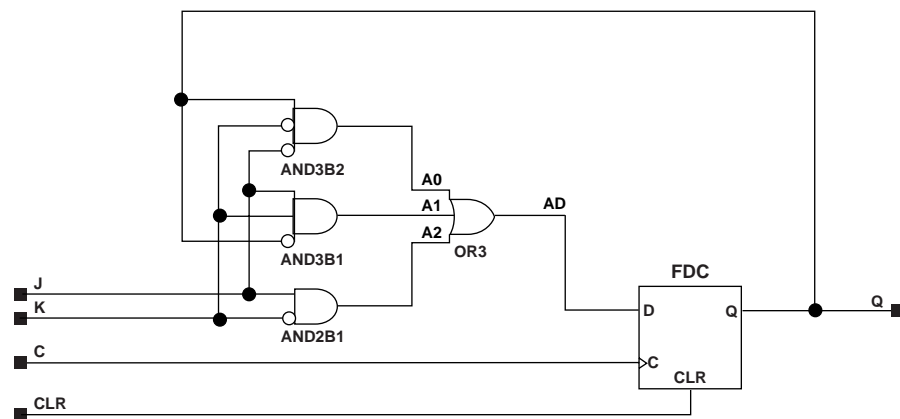 AND3B2
A0
A1
AD
A2
AND3B1
OR3
FDC
J
K
D
Q
Q
AND2B1
C
C
CLR
CLR